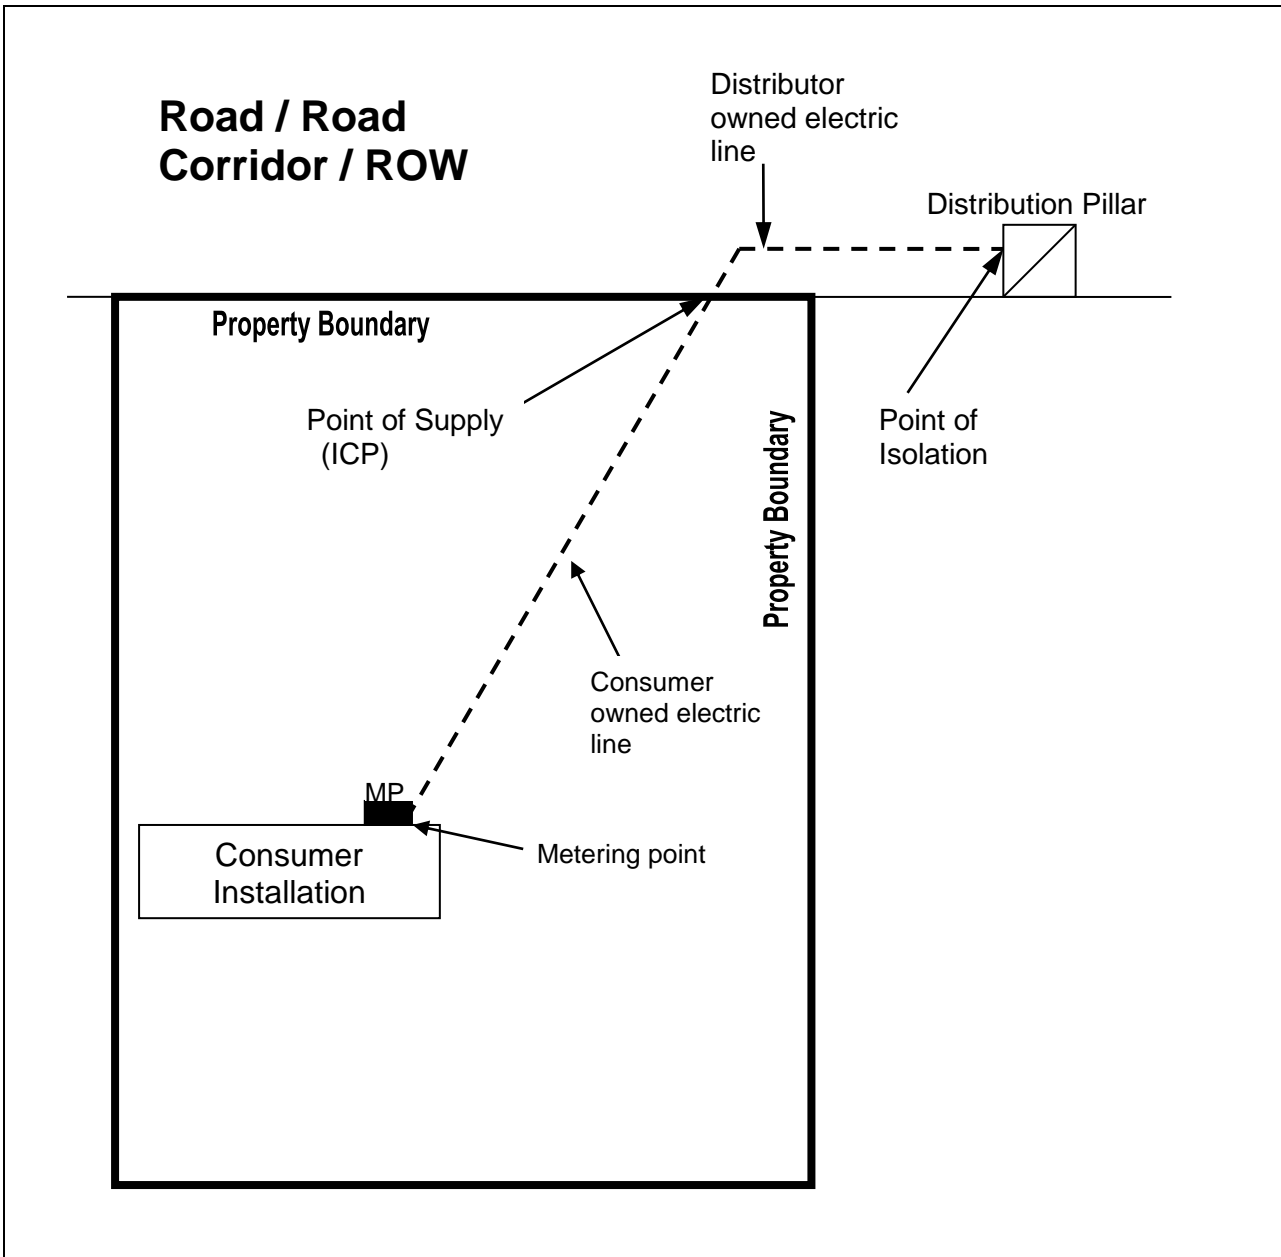 Road / Road
Corridor / ROW
Distributor
owned electric
line
Distribution Pillar
Property Boundary
Point of Supply
(ICP)
Property Boundary
Point of
Isolation
Consumer
owned electric
line
MP
Metering point
Consumer
Installation